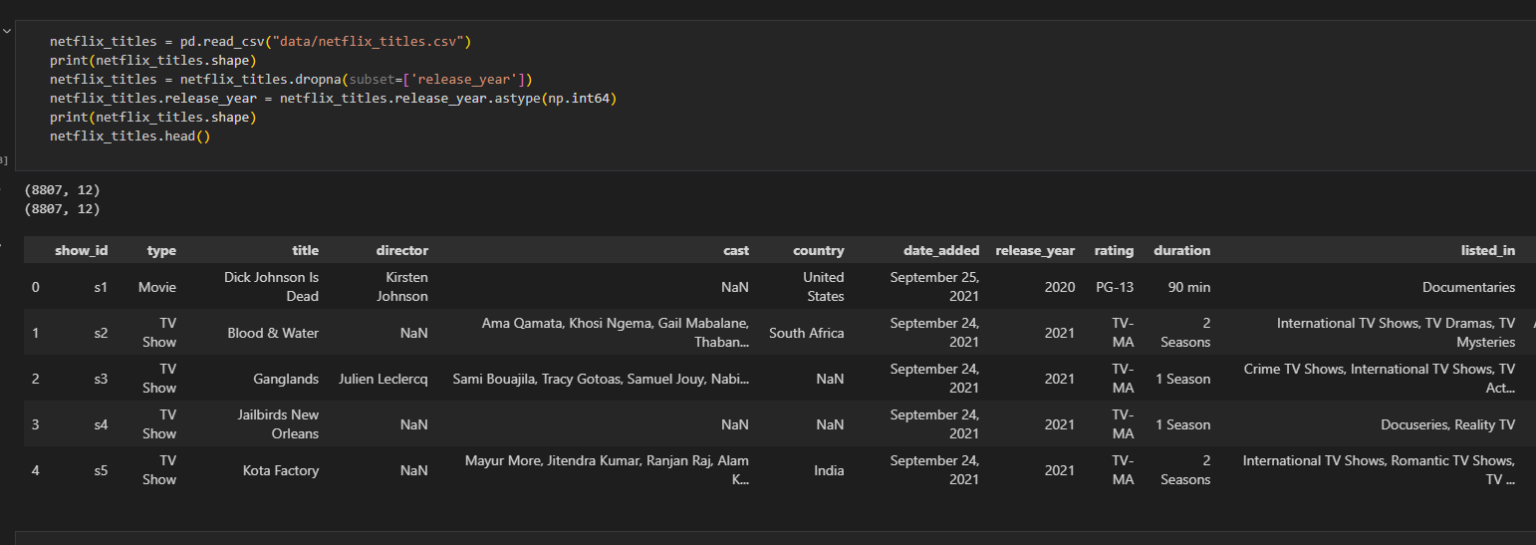 netflix_titles = pd.read_csv("data/netflix_titles.csv")
print(netflix_titles.shape)
netflix_titles = netflix_titles.dropna(subset=['release_year'])
netflix_titles.release_year = netflix_titles.release_year.astype(np.int64)
print(netflix_titles.shape)
netflix_titles.head()
(8807, 12)
(8807, 12)
show_id type title director cast country date_added release_year rating duration listed_in
0 s1 Movie Dick Johnson Is Dead Kirsten Johnson NaN United States September 25, 2021 2020 PG-13 90 min Documentaries
1 s2 TV Show Blood & Water NaN Ama Qamata, Khosi Ngema, Gail Mabalane, Thaban... South Africa September 24, 2021 2021 TV-MA 2 Seasons International TV Shows, TV Dramas, TV Mysteries
2 s3 TV Show Ganglands Julien Leclercq Sami Bouajila, Tracy Gotoas, Samuel Jouy, Nabi... NaN September 24, 2021 2021 TV-MA 1 Season Crime TV Shows, International TV Shows, TV Act...
3 s4 TV Show Jailbirds New Orleans NaN NaN NaN September 24, 2021 2021 TV-MA 1 Season Docuseries, Reality TV
4 s5 TV Show Kota Factory NaN Mayur More, Jitendra Kumar, Ranjan Raj, Alam K... India September 24, 2021 2021 TV-MA 2 Seasons International TV Shows, Romantic TV Shows, TV ...